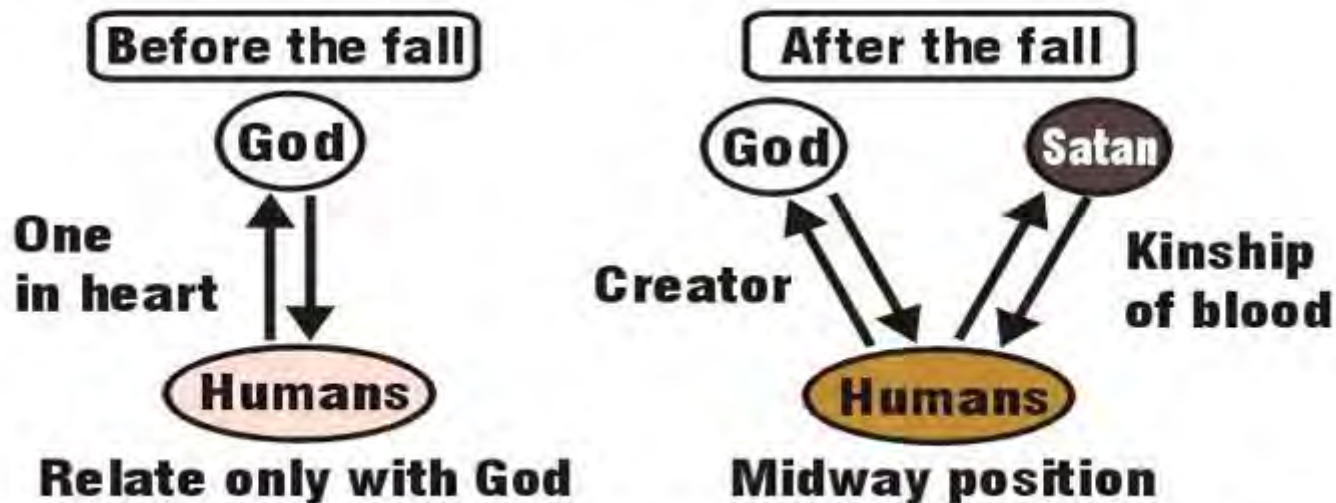 Before the fall
God
One
in heart
Humans
Relate only with God
After the fall
God
Satan
Creator
Kinship
of blood
Humans
Midway position